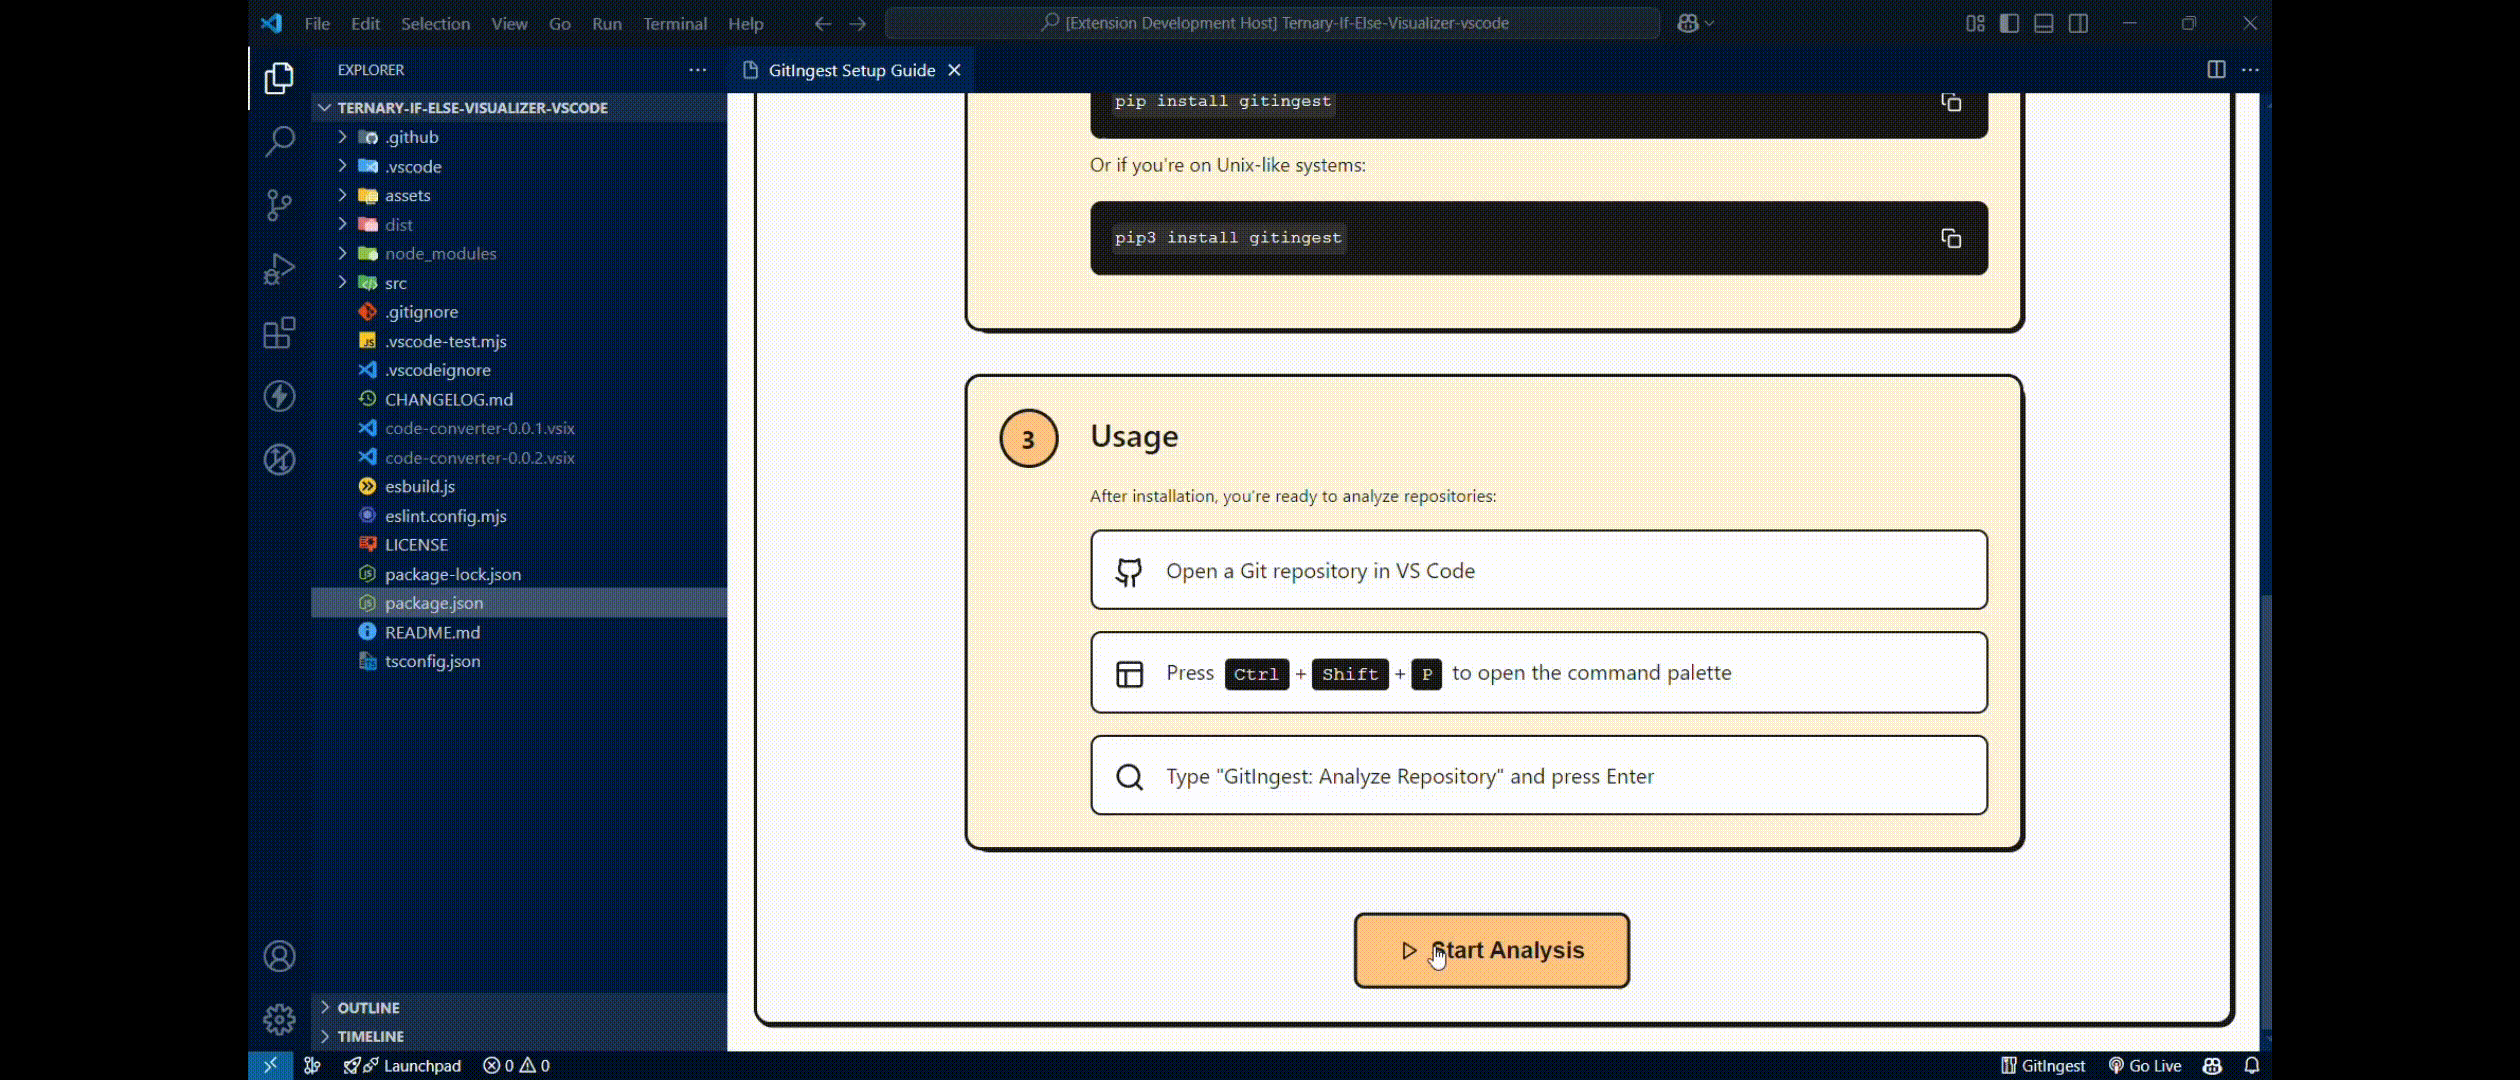 File Edit Selection View Go Run Terminal Help [Extension Development Host] Ternary-If-Else-Visualizer-vscode
EXPLORER
GitIngest Setup Guide
TERNARY-IF-ELSE-VISUALIZER-VSCODE
.github
.vscode
assets
dist
node_modules
src
.gitignore
.vscode-test.mjs
.vscodeignore
CHANGELOG.md
code-converter-0.0.1.vsix
code-converter-0.0.2.vsix
esbuild.js
eslint.config.mjs
LICENSE
package-lock.json
package.json
README.md
tsconfig.json
OUTLINE
TIMELINE
pip install gitingest
Or if you're on Unix-like systems:
pip3 install gitingest
3
Usage
After installation, you're ready to analyze repositories:
Open a Git repository in VS Code
Press Ctrl + Shift + P to open the command palette
Type "GitIngest: Analyze Repository" and press Enter
Start Analysis
Launchpad 0 0 GitIngest Go Live